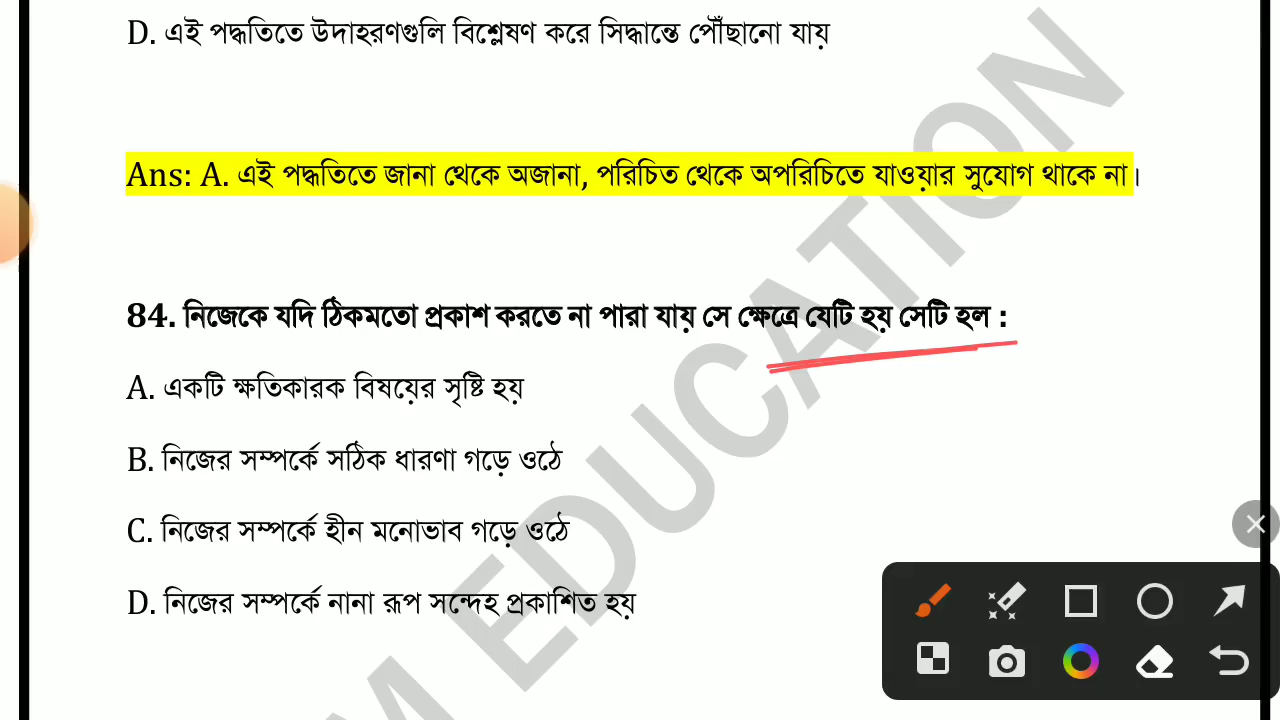 D. এই পদ্ধতিতে উদাহরণগুলি বিশ্লেষণ করে সিদ্ধান্তে পৌঁছানো যায়
Ans: A. এই পদ্ধতিতে জানা থেকে অজানা, পরিচিত থেকে অপরিচিতে যাওয়ার সুযোগ থাকে না।
84. নিজেকে যদি ঠিকমতো প্রকাশ করতে না পারা যায় সে ক্ষেত্রে যেটি হয় সেটি হল :
A. একটি ক্ষতিকারক বিষয়ের সৃষ্টি হয়
B. নিজের সম্পর্কে সঠিক ধারণা গড়ে ওঠে
C. নিজের সম্পর্কে হীন মনোভাব গড়ে ওঠে
D. নিজের সম্পর্কে নানা রূপ সন্দেহ প্রকাশিত হয়
M EDUCATION